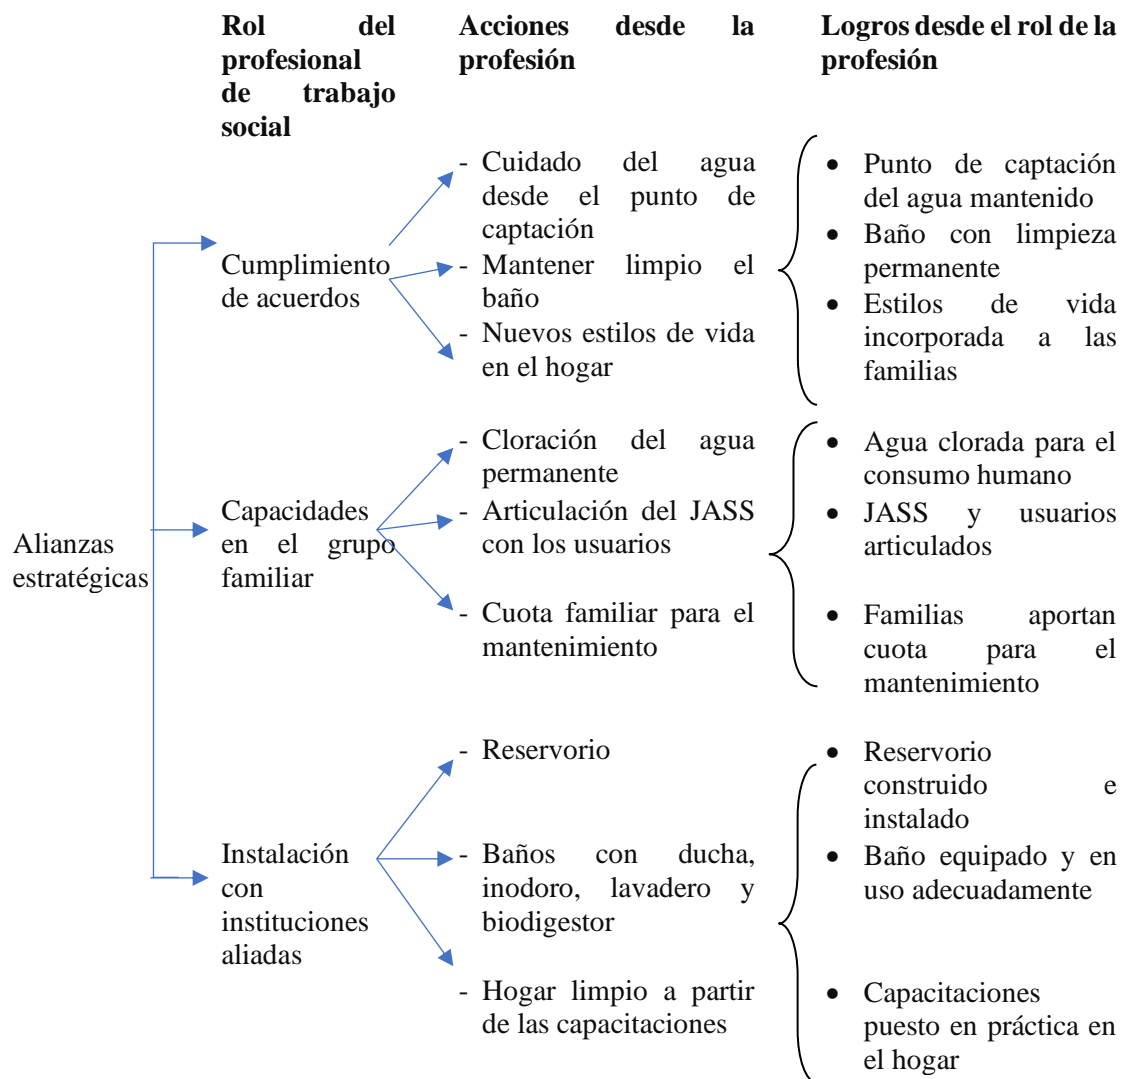 Rol del
profesional
de trabajo
social
Acciones desde la
profesión
Logros desde el rol de la
profesión
Alianzas
estratégicas
Cumplimiento
de acuerdos
- Cuidado del agua
desde el punto de
captación
- Mantener limpio el
baño
- Nuevos estilos de vida
en el hogar
• Punto de captación
del agua mantenido
• Baño con limpieza
permanente
• Estilos de vida
incorporada a las
familias
Capacidades
en el grupo
familiar
- Cloración del agua
permanente
- Articulación del JASS
con los usuarios
- Cuota familiar para el
mantenimiento
• Agua clorada para el
consumo humano
• JASS y usuarios
articulados
• Familias aportan
cuota para el
mantenimiento
Instalación
con
instituciones
aliadas
- Reservorio
- Baños con ducha,
inodoro, lavadero y
biodigestor
- Hogar limpio a partir
de las capacitaciones
• Reservorio
construido e
instalado
• Baño equipado y en
uso adecuadamente
• Capacitaciones
puesto en práctica en
el hogar